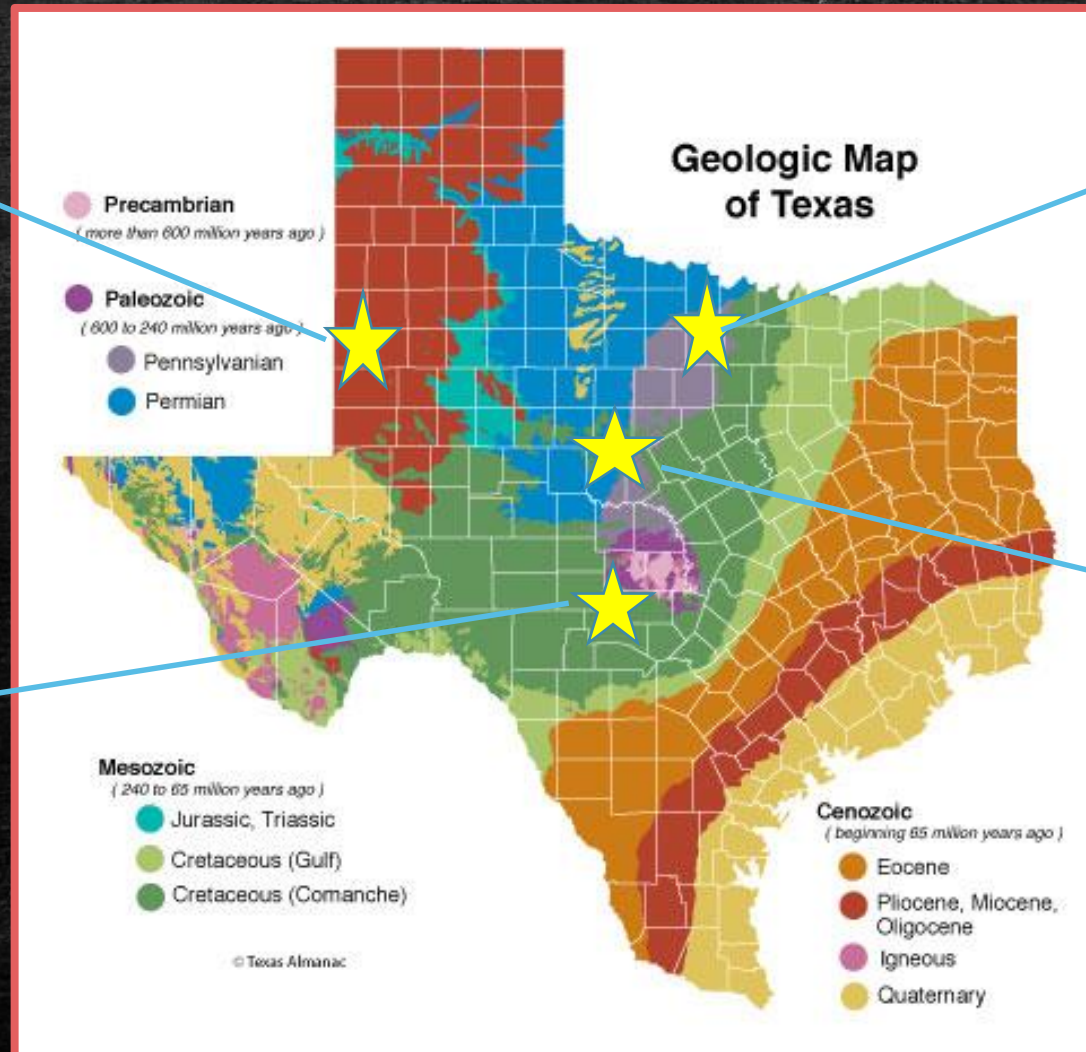 Geologic Map
of Texas
Precambrian
( more than 600 million years ago )
Paleozoic
( 600 to 240 million years ago )
Pennsylvanian
Permian
Mesozoic
( 240 to 65 million years ago )
Jurassic, Triassic
Cretaceous (Gulf)
Cretaceous (Comanche)
© Texas Almanac
Cenozoic
( beginning 65 million years ago )
Eocene
Pliocene, Miocene,
Oligocene
Igneous
Quaternary